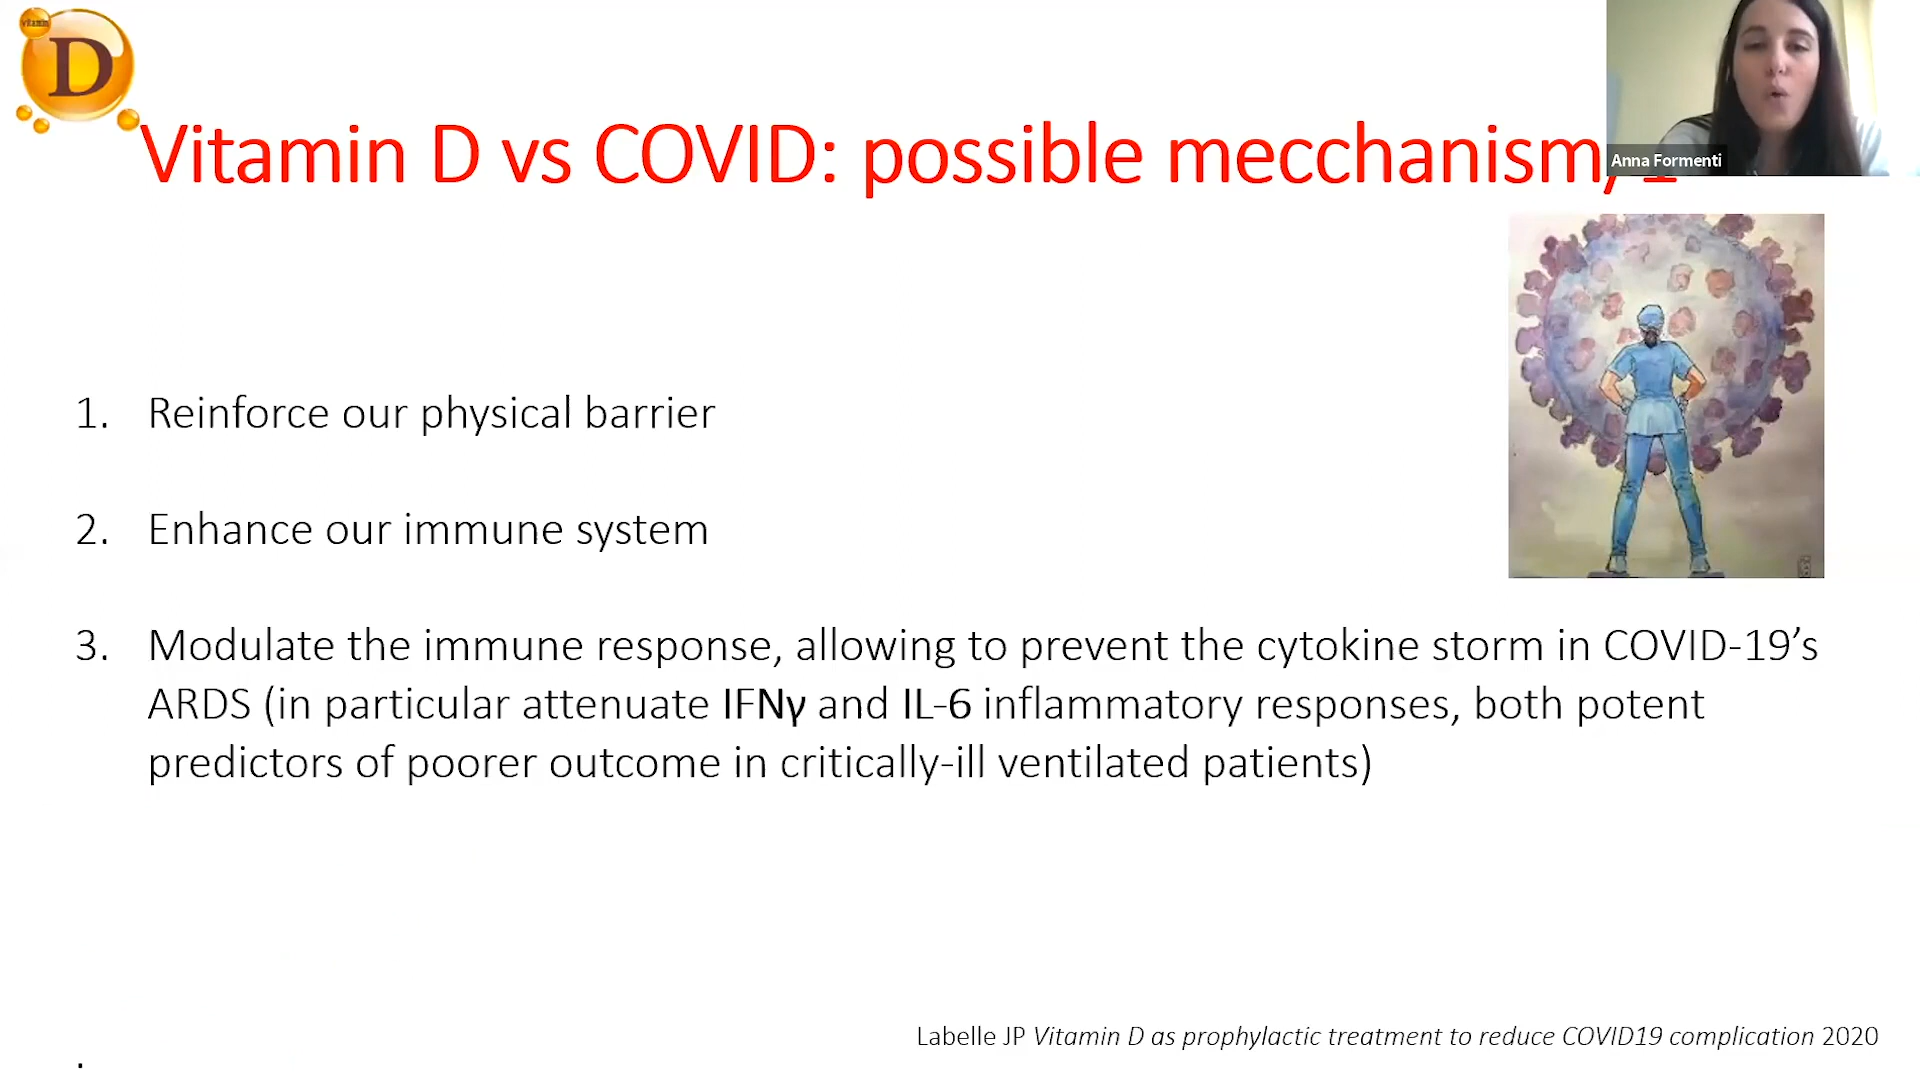 vitamin
D
Vitamin D vs COVID: possible mecchanism/1
Anna Formenti
1. Reinforce our physical barrier
2. Enhance our immune system
3. Modulate the immune response, allowing to prevent the cytokine storm in COVID-19’s
ARDS (in particular attenuate IFNγ and IL-6 inflammatory responses, both potent
predictors of poorer outcome in critically-ill ventilated patients)
Labelle JP Vitamin D as prophylactic treatment to reduce COVID19 complication 2020
.